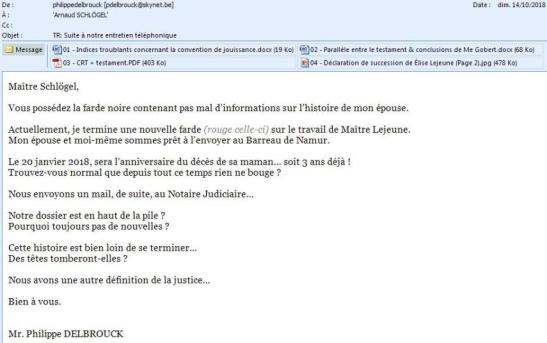 De : philippedelbrouck [pdelbrouck@skynet.be] Date : dim. 14/10/2018
À : 'Arnaud SCHLÖGEL'
Cc :
Objet : TR: Suite à notre entretien téléphonique
Message 01 - Indices troublants concernant la convention de jouissance.docx (19 Ko) 02 - Parallèle entre le testament & conclusions de Me Gobert.docx (68 Ko)
03 - CRT + testament.PDF (403 Ko) 04 - Déclaration de succession de Élise Lejeune (Page 2).jpg (478 Ko)
Maître Schlögel,
Vous possédez la farde noire contenant pas mal d'informations sur l'histoire de mon épouse.
Actuellement, je termine une nouvelle farde (rouge celle-ci) sur le travail de Maître Lejeune.
Mon épouse et moi-même sommes prêt à l'envoyer au Barreau de Namur.
Le 20 janvier 2018, sera l'anniversaire du décès de sa maman... soit 3 ans déjà !
Trouvez-vous normal que depuis tout ce temps rien ne bouge ?
Nous envoyons un mail, de suite, au Notaire Judiciaire...
Notre dossier est en haut de la pile ?
Pourquoi toujours pas de nouvelles ?
Cette histoire est bien loin de se terminer...
Des têtes tomberont-elles ?
Nous avons une autre définition de la justice...
Bien à vous.
Mr. Philippe DELBROUCK